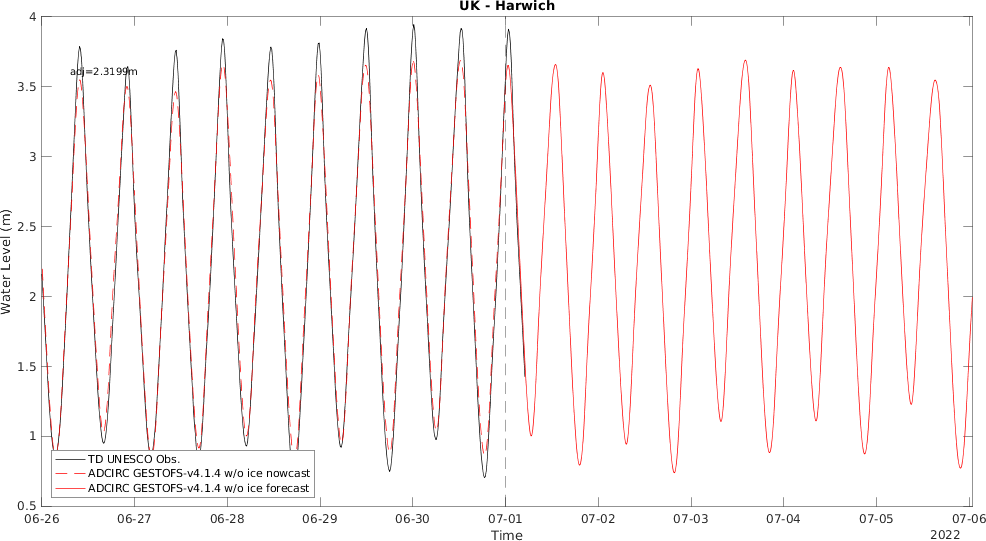 UK - Harwich
adj=2.3199m
Water Level (m)
4
3.5
3
2.5
2
1.5
1
0.5
TD UNESCO Obs.
ADCIRC GESTOFS-v4.1.4 w/o ice nowcast
ADCIRC GESTOFS-v4.1.4 w/o ice forecast
06-26 06-27 06-28 06-29 06-30 07-01 07-02 07-03 07-04 07-05 07-06
Time
2022